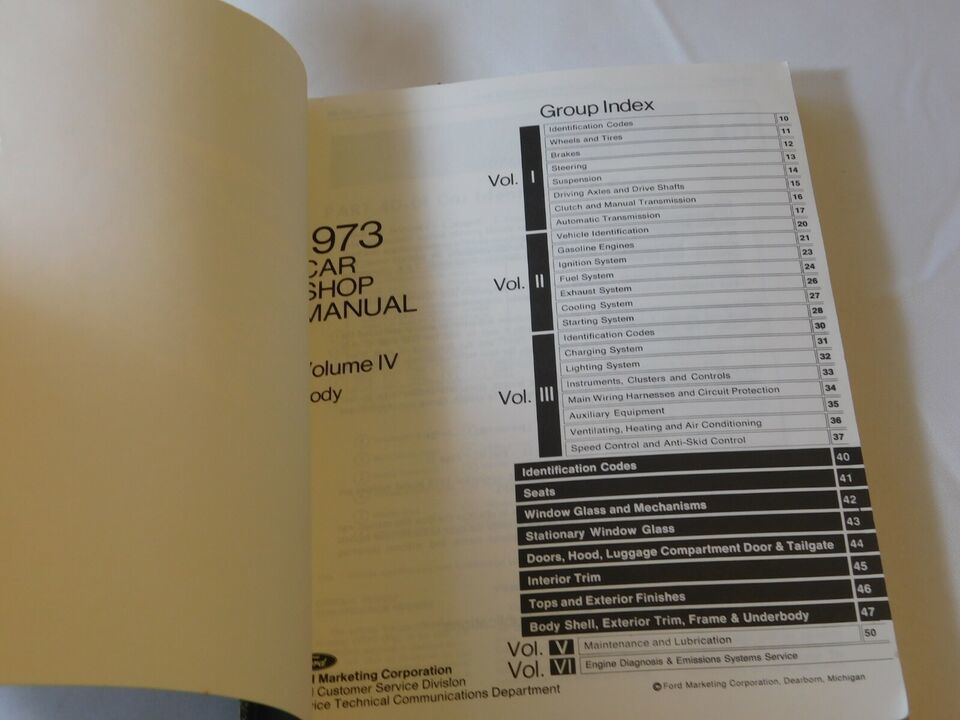 Group Index
Vol. I
Identification Codes 10
Wheels and Tires 11
Brakes 12
Steering 13
Suspension 14
Driving Axles and Drive Shafts 15
Clutch and Manual Transmission 16
Automatic Transmission 17
Vol. II
Vehicle Identification 20
Gasoline Engines 21
Ignition System 23
Fuel System 24
Exhaust System 26
Cooling System 27
Starting System 28
Vol. III
Identification Codes 30
Charging System 31
Lighting System 32
Instruments, Clusters and Controls 33
Main Wiring Harnesses and Circuit Protection 34
Auxiliary Equipment 35
Ventilating, Heating and Air Conditioning 36
Speed Control and Anti-Skid Control 37
Identification Codes 40
Seats 41
Window Glass and Mechanisms 42
Stationary Window Glass 43
Doors, Hood, Luggage Compartment Door & Tailgate 44
Interior Trim 45
Tops and Exterior Finishes 46
Body Shell, Exterior Trim, Frame & Underbody 47
Vol. V Maintenance and Lubrication 50
Vol. VI Engine Diagnosis & Emissions Systems Service
© Ford Marketing Corporation, Dearborn, Michigan
973
CAR
SHOP
MANUAL
olume IV
ody
Ford
l Marketing Corporation
l Customer Service Division
vice Technical Communications Department